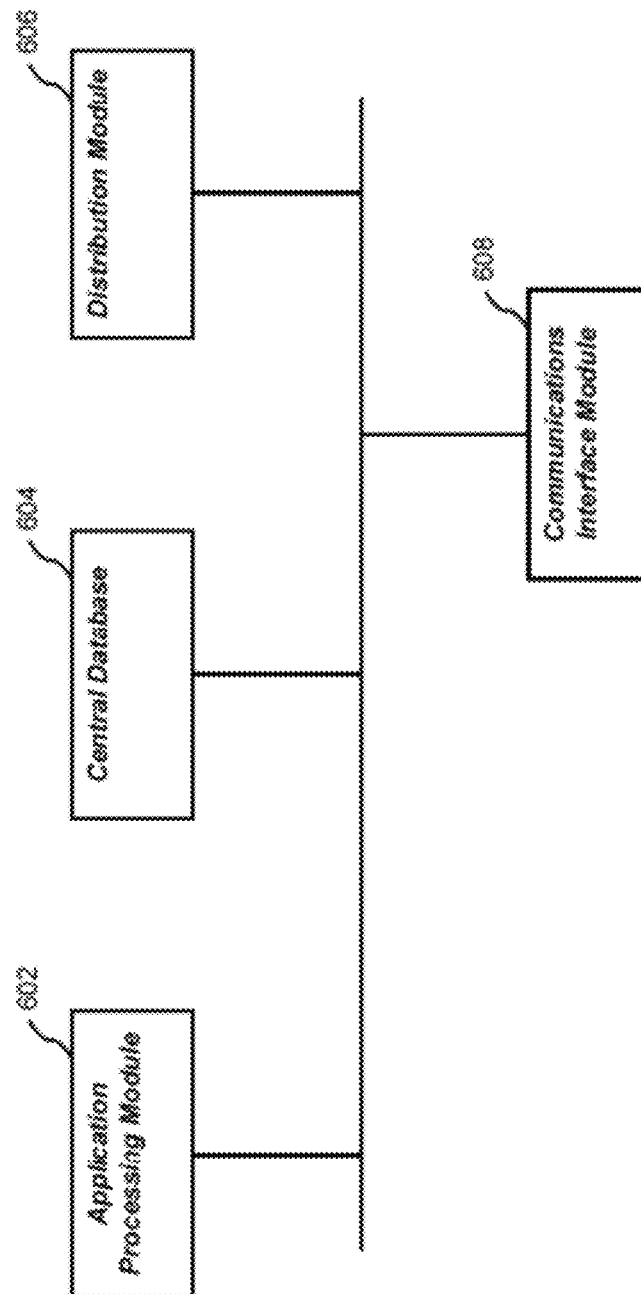 602
Application
Processing Module
604
Central Database
606
Distribution Module
608
Communications
Interface Module